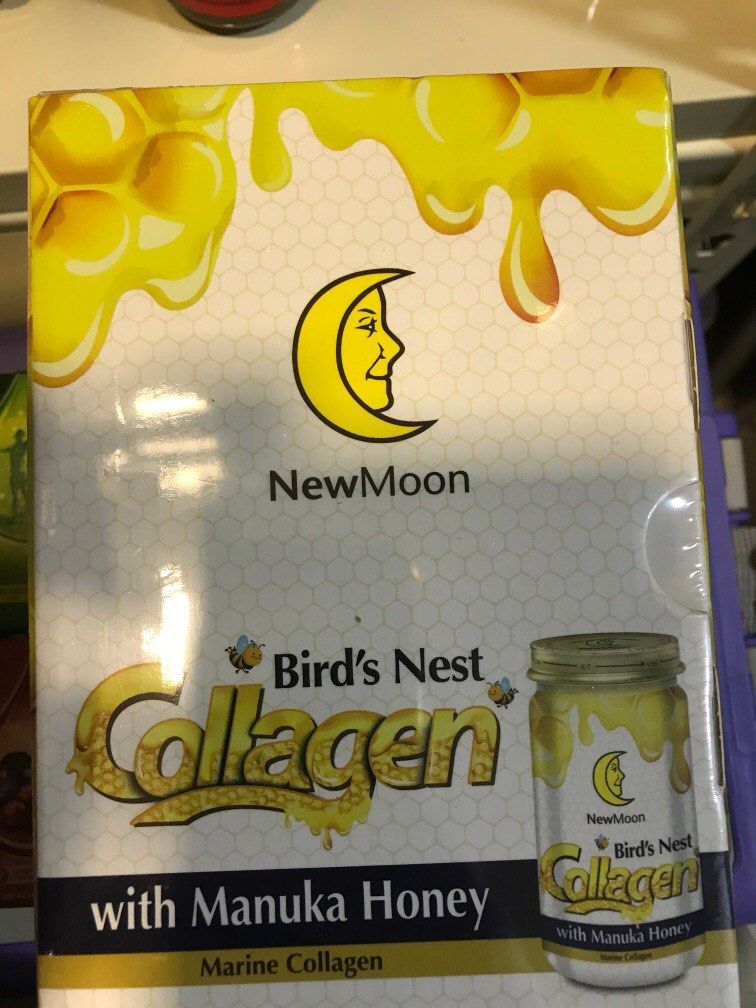 NewMoon
Bird's Nest
Collagen
with Manuka Honey
Marine Collagen
NewMoon
Bird's Nest
Collagen
with Manuka Honey
Marine Collagen